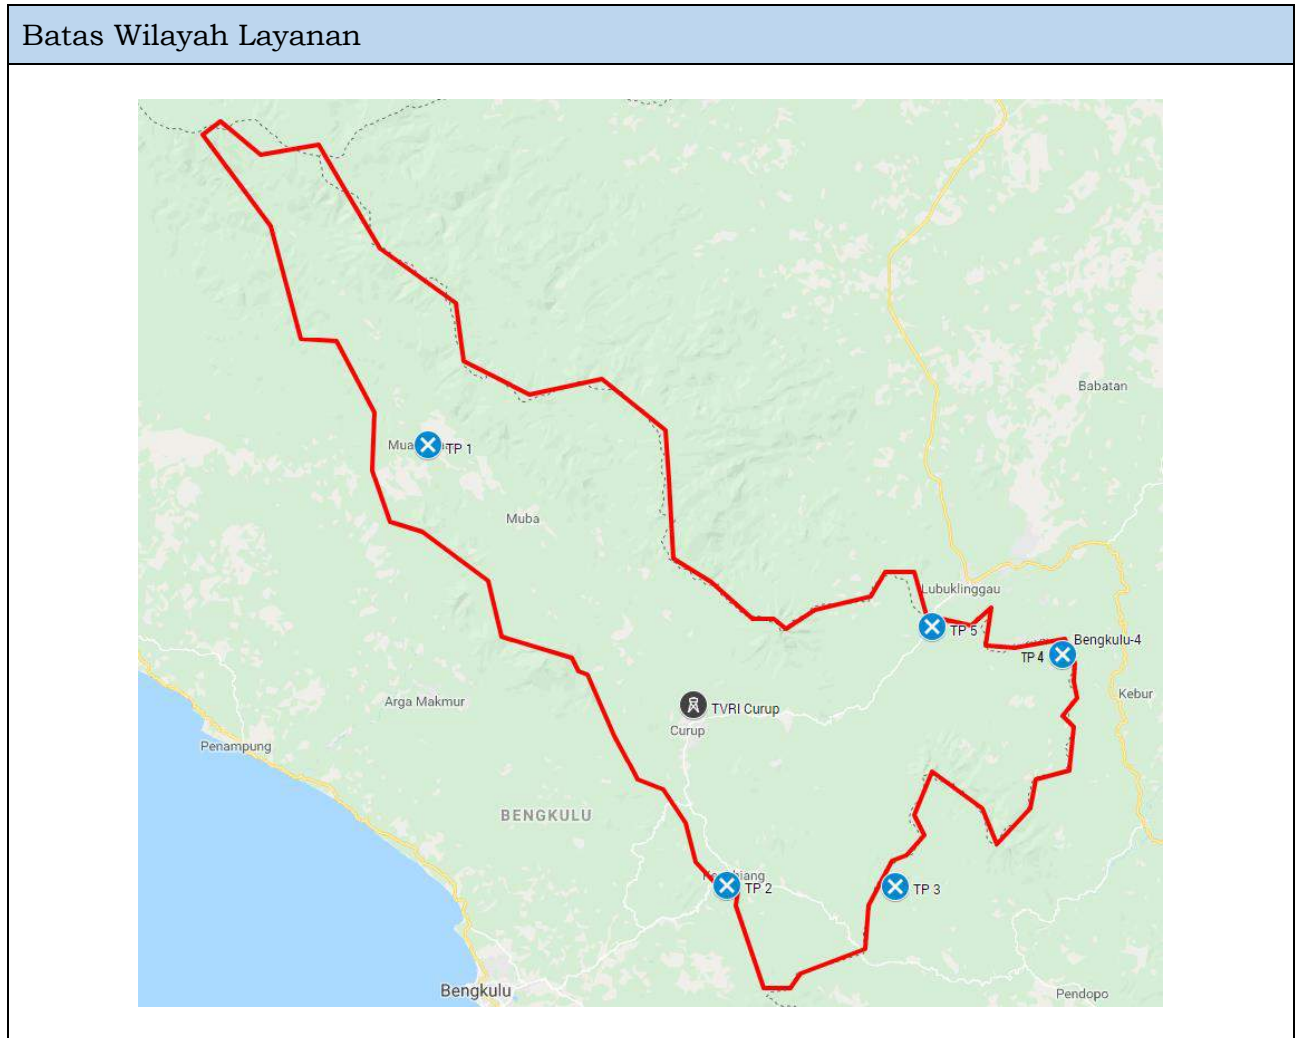 Batas Wilayah Layanan
Babatan
TP 1
Muba
Lubuklinggau
TP 5
Bengkulu-4
TP 4
Kebur
Arga Makmur
TVRI Curup
Curup
Penampung
BENGKULU
TP 2
TP 3
Bengkulu
Pendopo